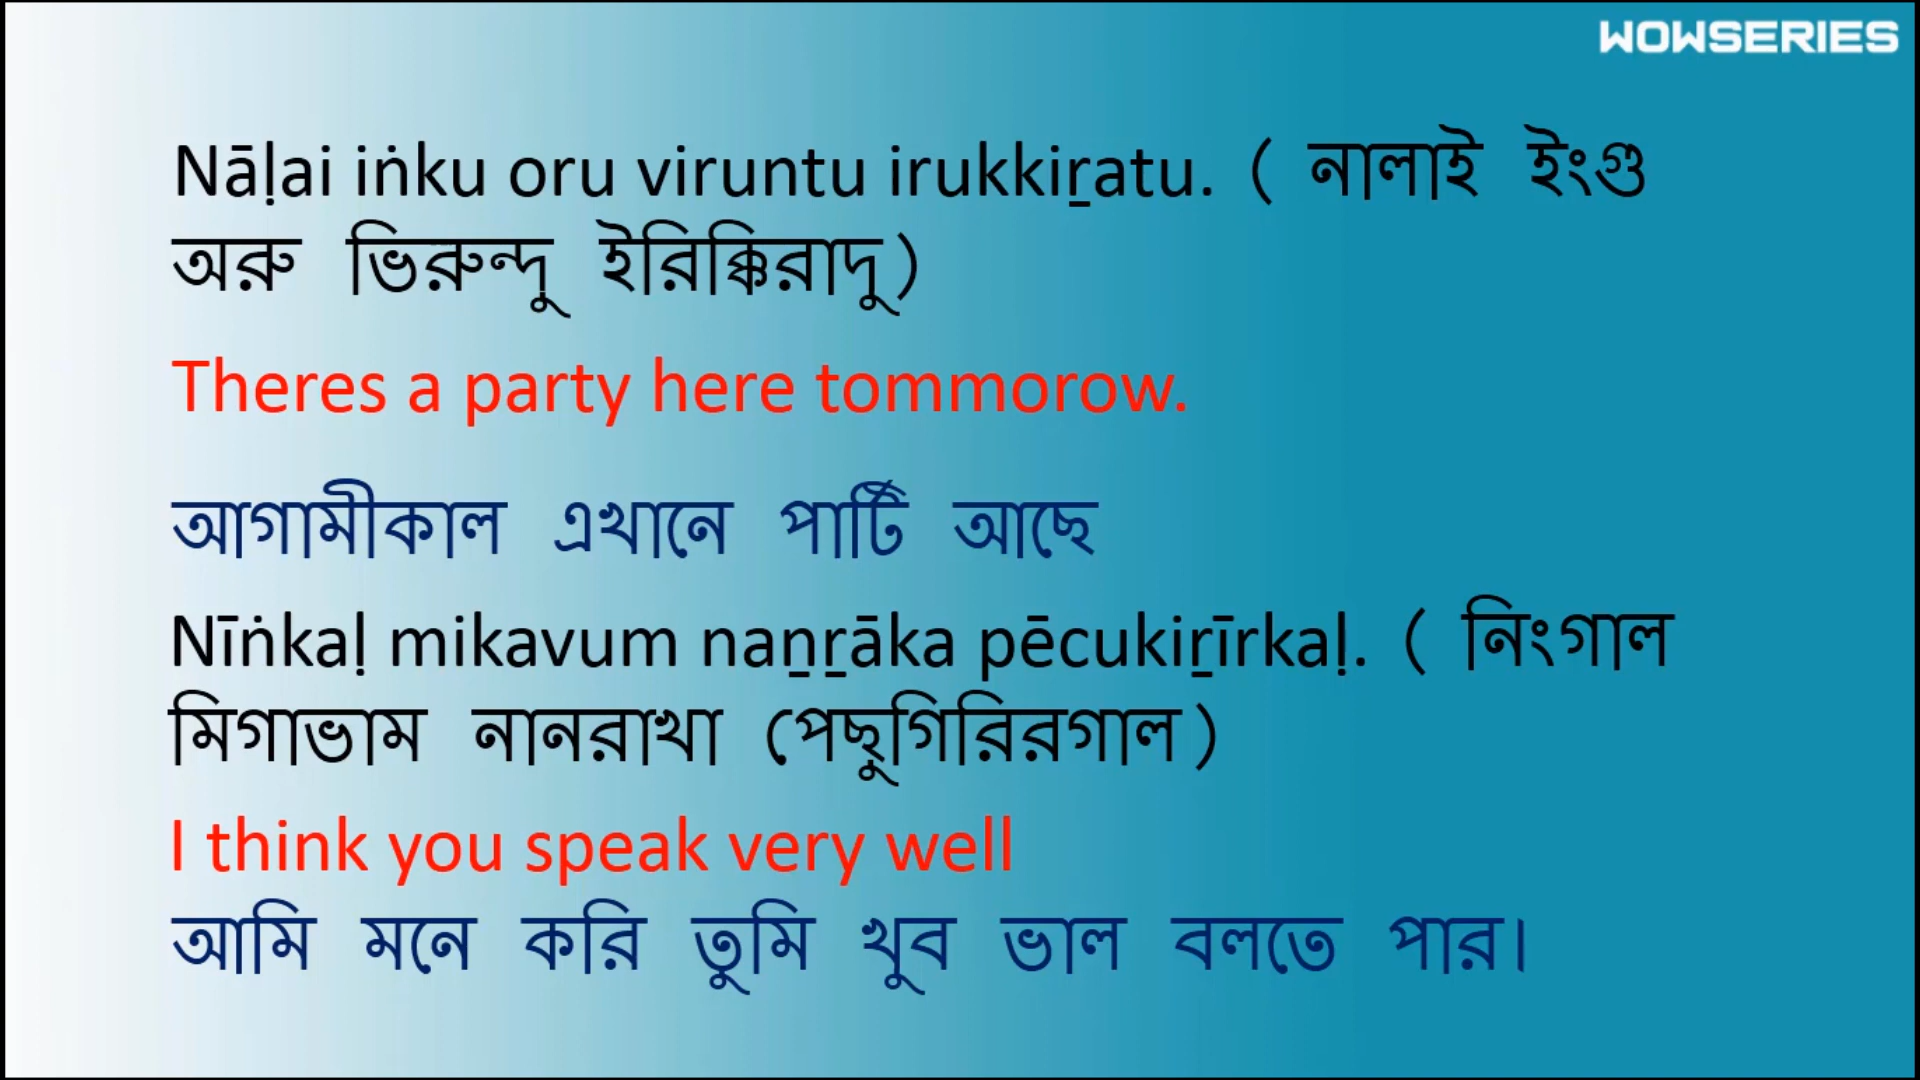 WOWSERIES
Nāḷai iṅku oru viruntu irukkiṟatu. ( নালাই ইংগু
অরু ভিরুন্দু ইরিক্কিরাদু)
Theres a party here tommorow.
আগামীকাল এখানে পার্টি আছে
Nīṅkaḷ mikavum naṉṟāka pēcukiṟīrkaḷ. ( নিংগাল
মিগাভাম নানরাখা পেছুগিরিরগাল)
I think you speak very well
আমি মনে করি তুমি খুব ভাল বলতে পার।